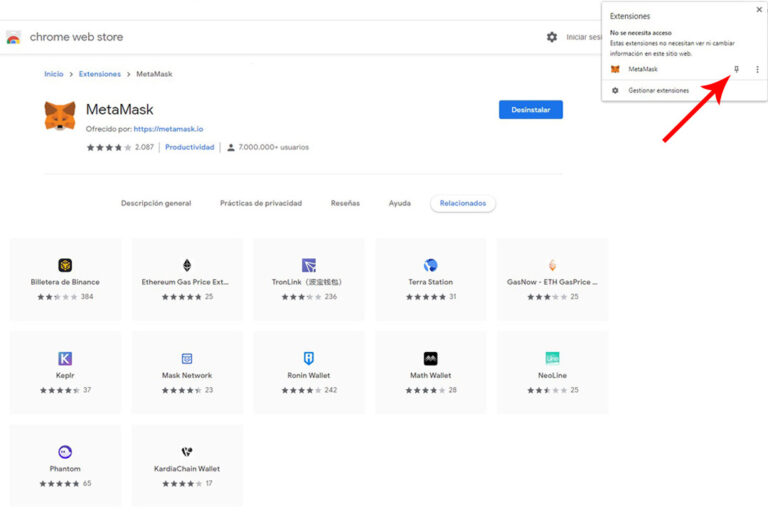 chrome web store
Iniciar sesi
Extensiones
No se necesita acceso
Estas extensiones no necesitan ver ni cambiar
información en este sitio web.
MetaMask
Gestionar extensiones
Inicio > Extensiones > MetaMask
MetaMask
Desinstalar
Ofrecido por: https://metamask.io
2.087 | Productividad | 7.000.000+ usuarios
Descripción general Prácticas de privacidad Reseñas Ayuda Relacionados
Billetera de Binance
384
Ethereum Gas Price Ext...
25
TronLink（波宝钱包）
236
Terra Station
31
GasNow - ETH GasPrice ...
25
Keplr
37
Mask Network
23
Ronin Wallet
242
Math Wallet
28
NeoLine
25
Phantom
65
KardiaChain Wallet
17